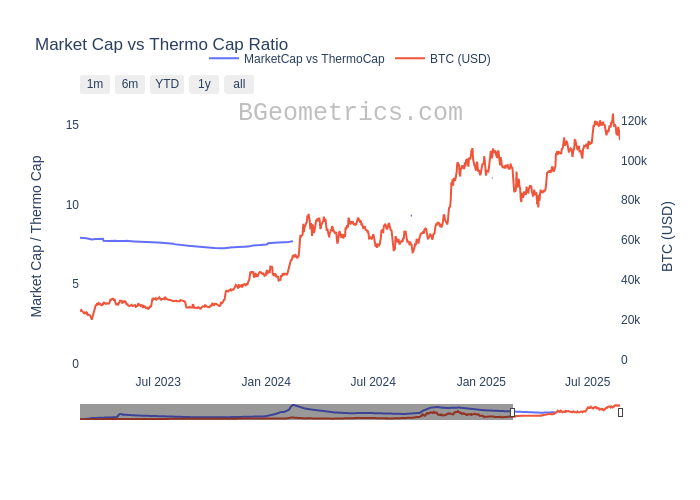 Market Cap vs Thermo Cap Ratio
MarketCap vs ThermoCap
BTC (USD)
1m
6m
YTD
1y
all
BGeometrics.com
15
10
5
0
Market Cap / Thermo Cap
120k
100k
80k
60k
40k
20k
0
BTC (USD)
Jul 2023
Jan 2024
Jul 2024
Jan 2025
Jul 2025